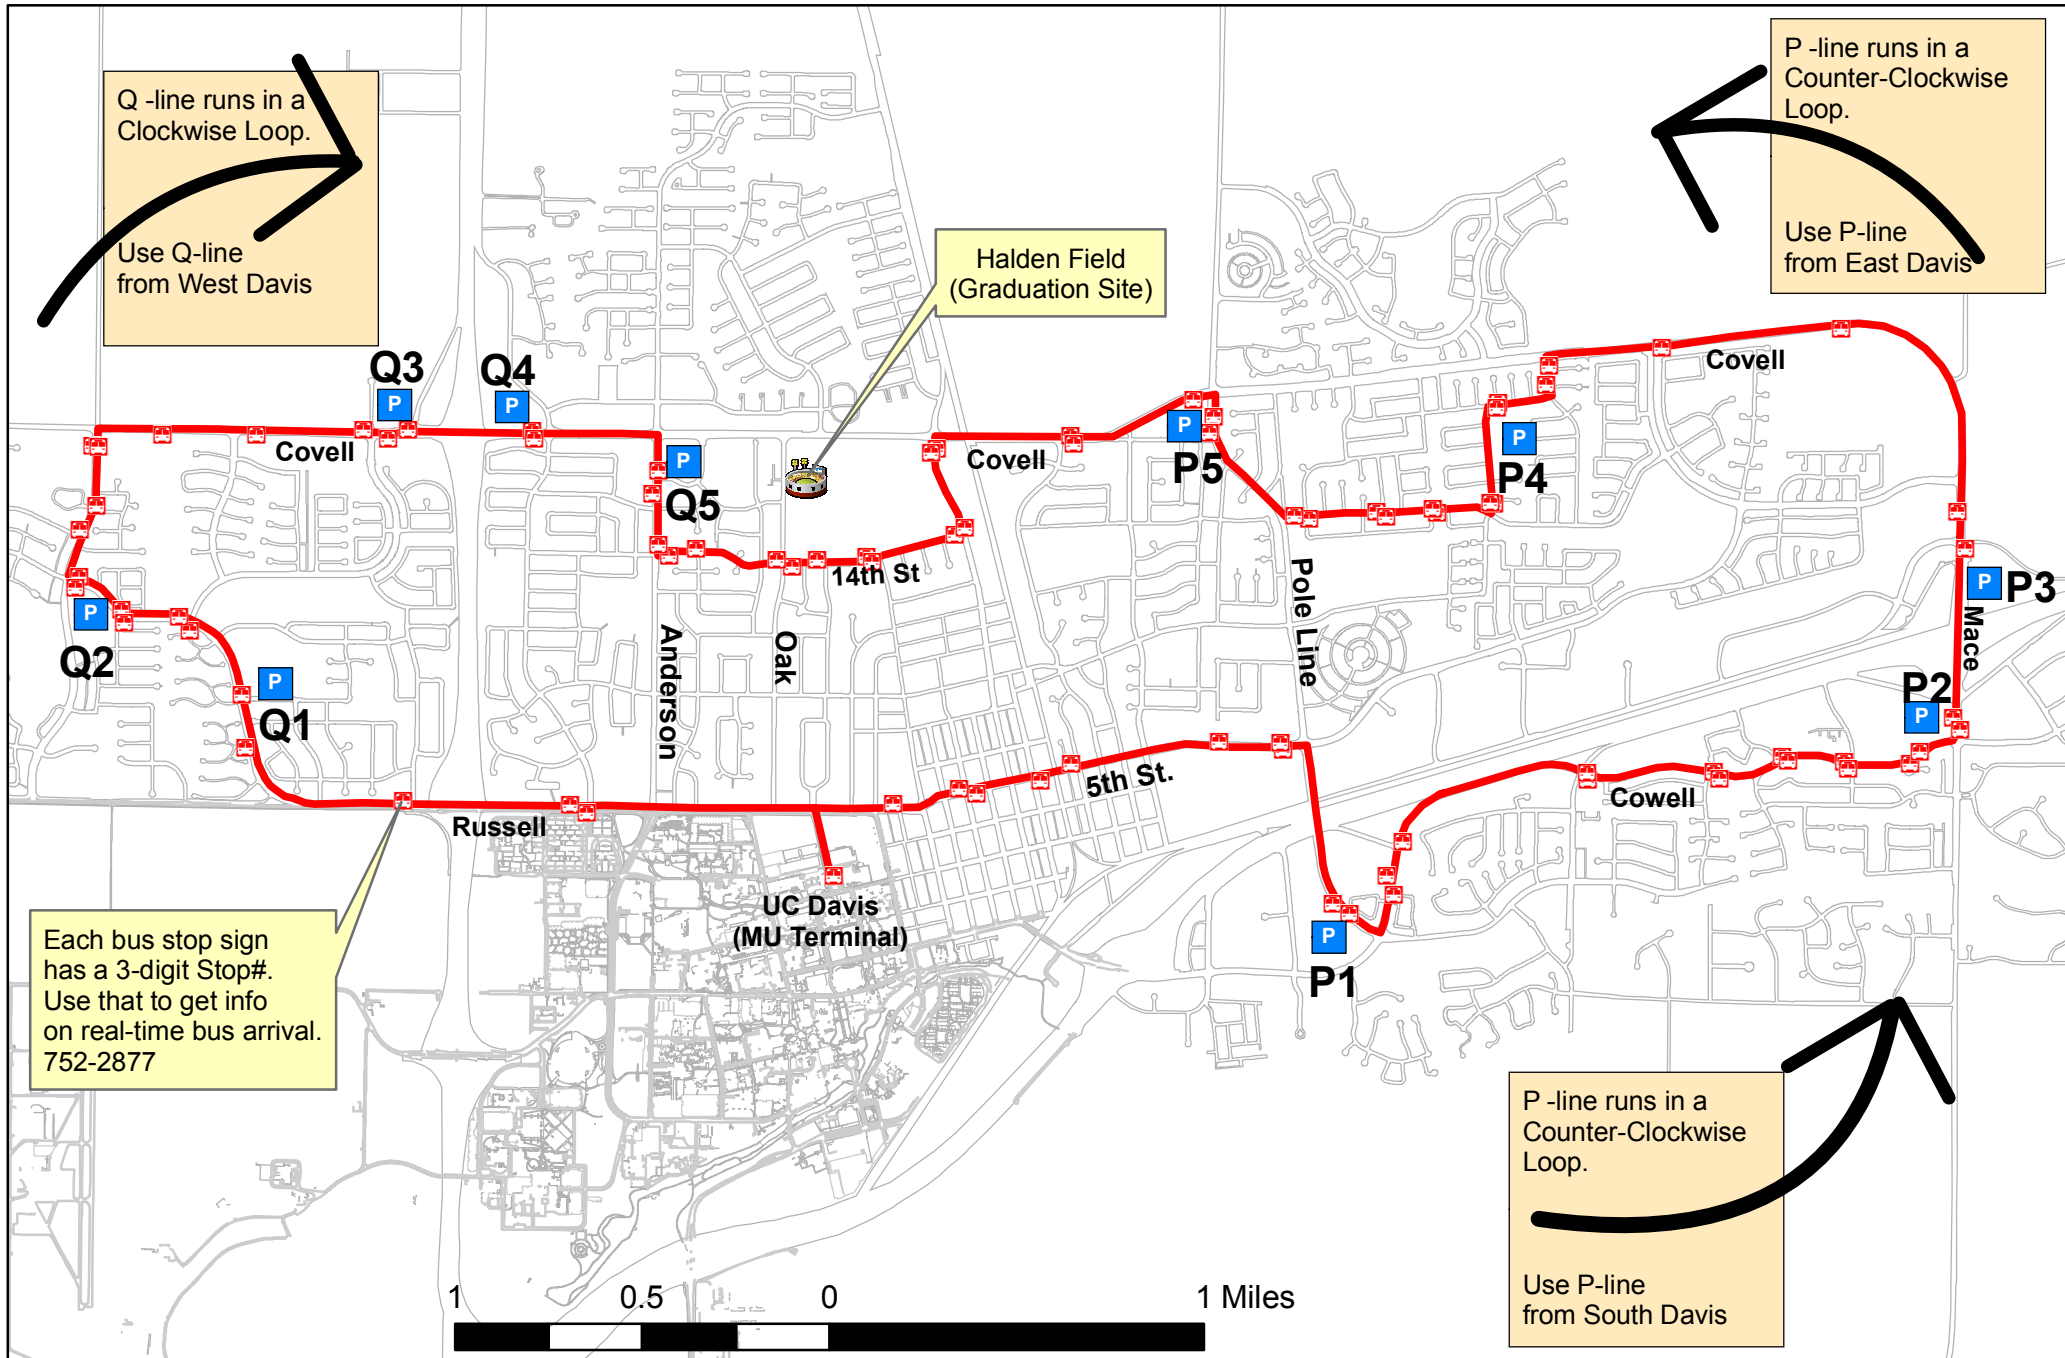 Q -line runs in a
Clockwise Loop.
Use Q-line
from West Davis
P -line runs in a
Counter-Clockwise
Loop.
Use P-line
from East Davis
Halden Field
(Graduation Site)
Q3
P
Q4
P
Covell
Covell
Covell
P
Q5
P
P5
P
P4
P
Q2
P
Q1
14th St
Anderson
Oak
Pole Line
P
P3
Mace
P2
P
5th St.
Cowell
Russell
UC Davis
(MU Terminal)
P
P1
Each bus stop sign
has a 3-digit Stop#.
Use that to get info
on real-time bus arrival.
752-2877
P -line runs in a
Counter-Clockwise
Loop.
Use P-line
from South Davis
1 0.5 0 1 Miles